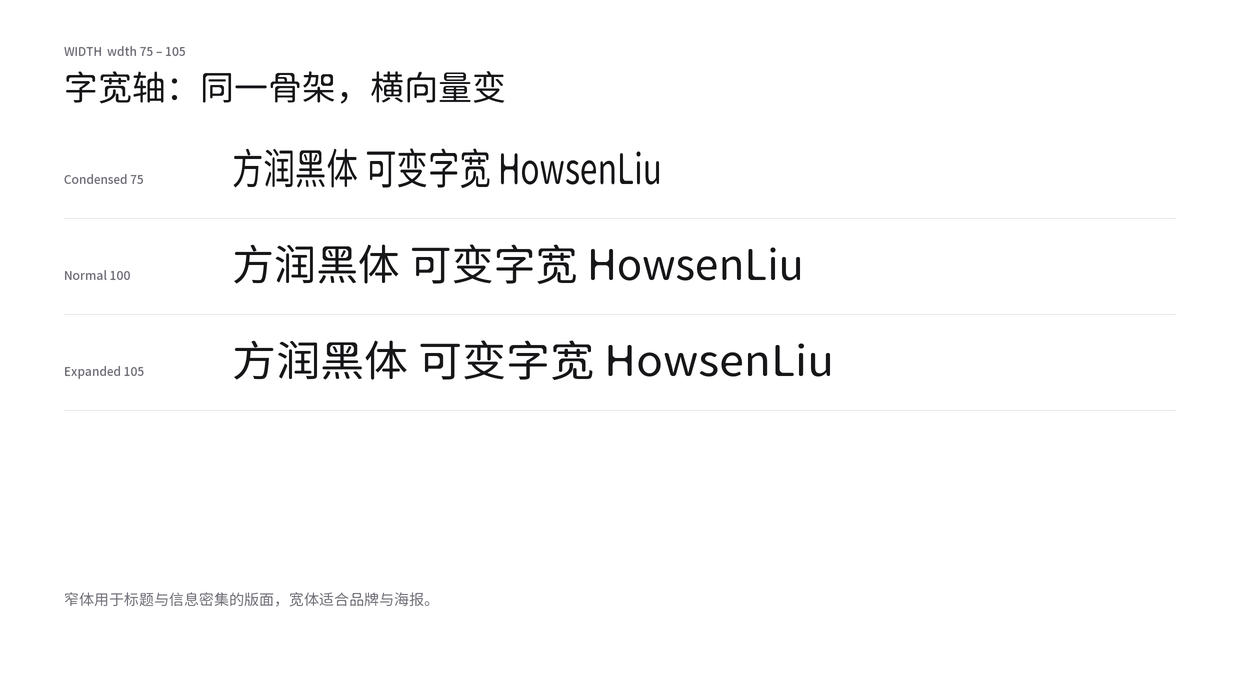 WIDTH wdth 75 – 105
字宽轴：同一骨架，横向量变
Condensed 75
方润黑体 可变字宽 HowsenLiu
Normal 100
方润黑体 可变字宽 HowsenLiu
Expanded 105
方润黑体 可变字宽 HowsenLiu
窄体用于标题与信息密集的版面，宽体适合品牌与海报。